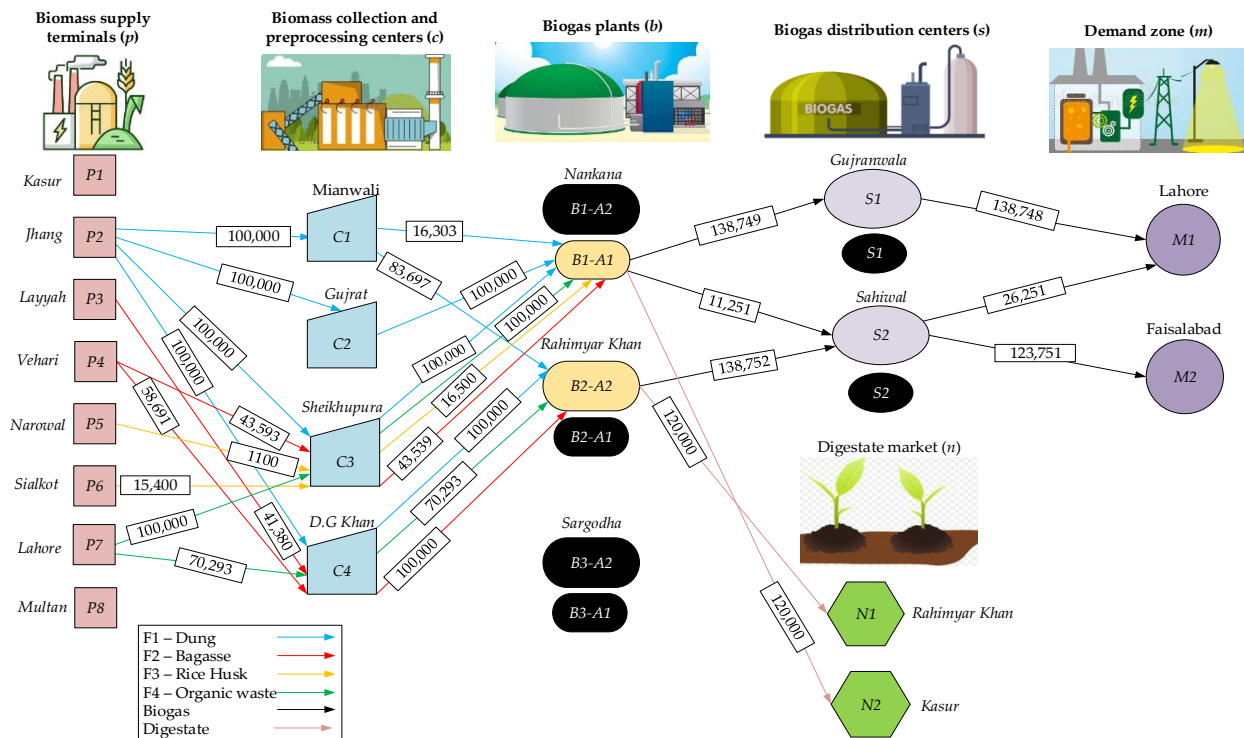 Biomass supply
terminals (p)
Biomass collection and
preprocessing centers (c)
Biogas plants (b)
Biogas distribution centers (s)
Demand zone (m)
BIOGAS
Kasur
P1
Jhang
P2
Layyah
P3
Vehari
P4
Narowal
P5
Sialkot
P6
Lahore
P7
Multan
P8
100,000
100,000
100,000
100,000
58,691
43,593
1100
15,400
100,000
41,380
70,293
Mianwali
C1
Gujrat
C2
Sheikhupura
C3
D.G Khan
C4
16,303
83,697
100,000
100,000
100,000
16,500
43,539
100,000
70,293
100,000
Nankana
B1-A2
B1-A1
Rahimyar Khan
B2-A2
B2-A1
Sargodha
B3-A2
B3-A1
138,749
11,251
138,752
120,000
120,000
Gujranwala
S1
S1
Sahiwal
S2
S2
138,748
26,251
123,751
Lahore
M1
Faisalabad
M2
Digestate market (n)
N1
Rahimyar Khan
N2
Kasur
F1 – Dung
F2 – Bagasse
F3 – Rice Husk
F4 – Organic waste
Biogas
Digestate